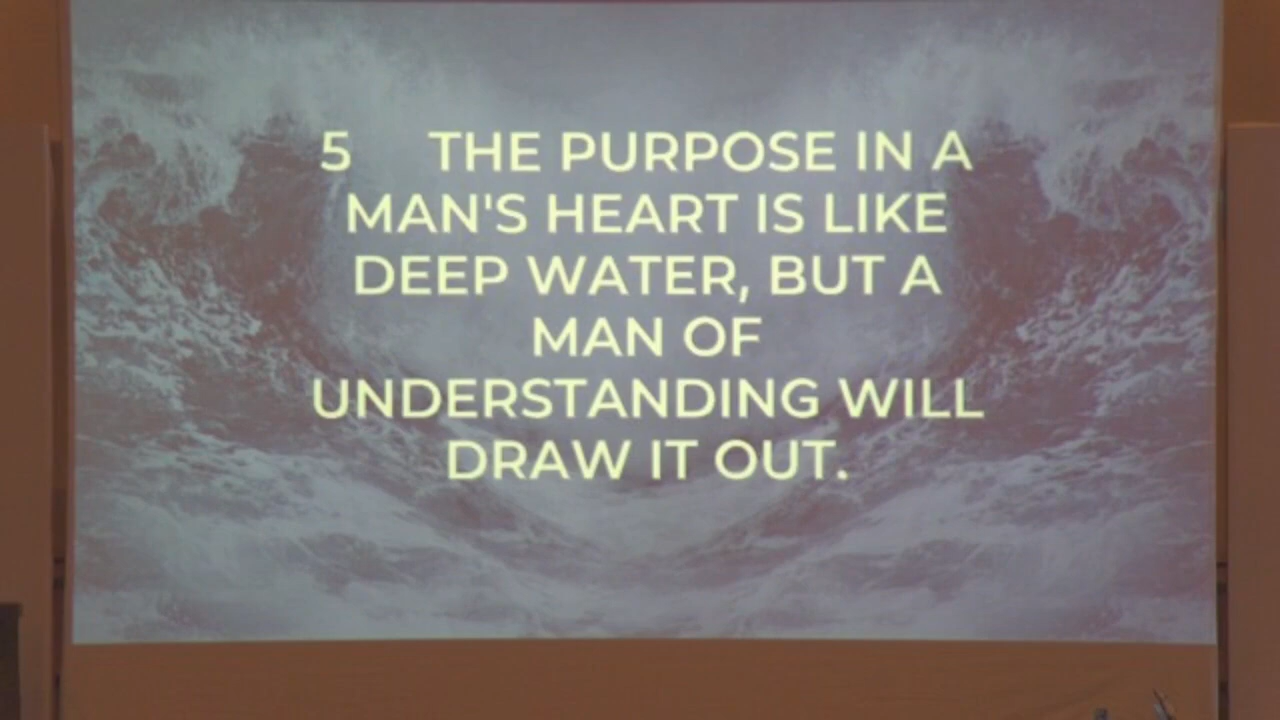 5 THE PURPOSE IN A
MAN'S HEART IS LIKE
DEEP WATER, BUT A
MAN OF
UNDERSTANDING WILL
DRAW IT OUT.